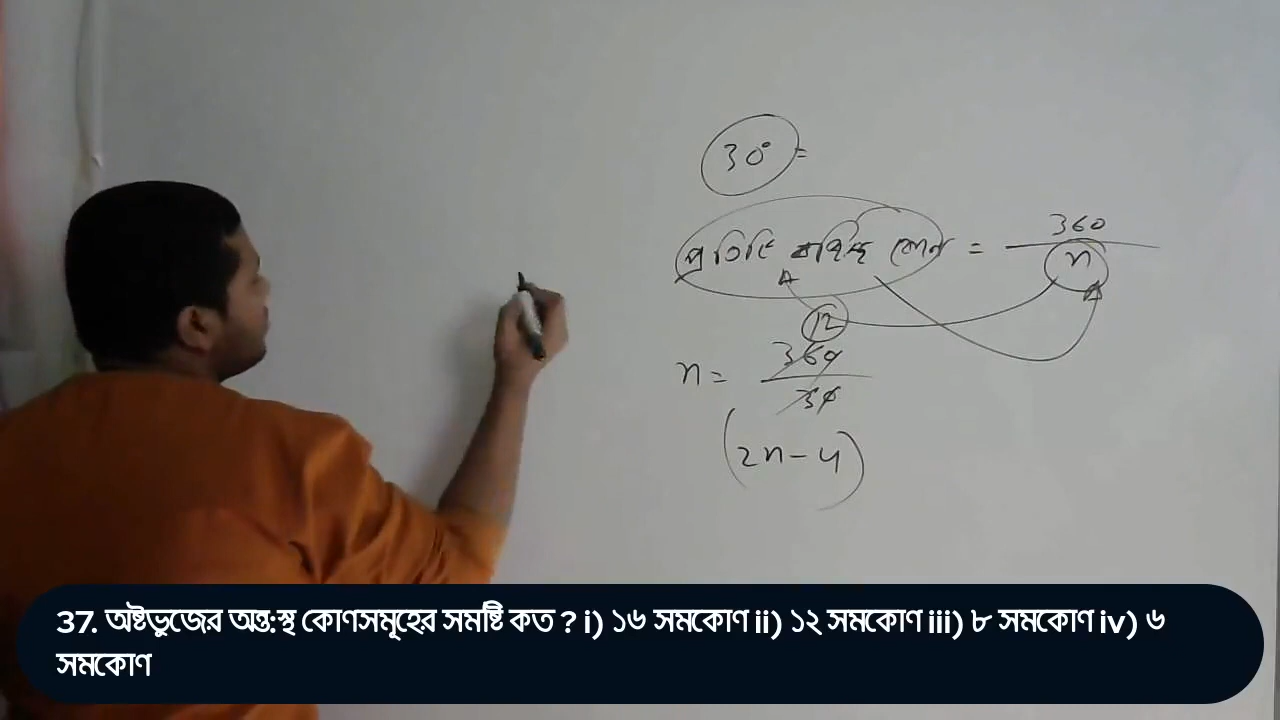 30° =
প্রতিটি বহিঃস্থ কোন = 360
n
12
n = 360
30
(2n-4)
37. অষ্টভুজের অন্ত:স্থ কোণসমূহের সমষ্টি কত ? i) ১৬ সমকোণ ii) ১২ সমকোণ iii) ৮ সমকোণ iv) ৬
সমকোণ